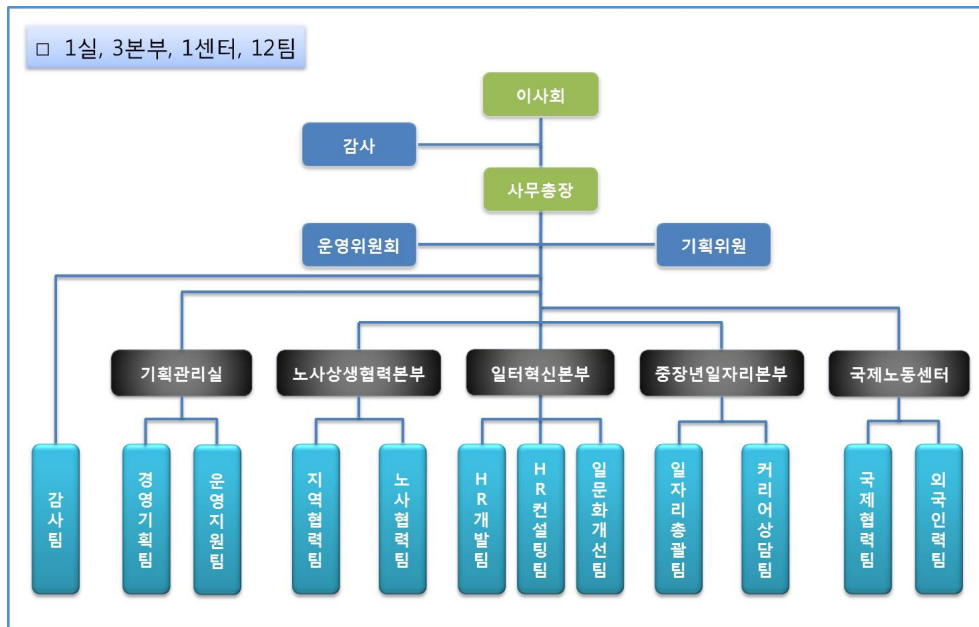 □ 1실, 3본부, 1센터, 12팀
이사회
감사
사무총장
운영위원회
기획위원
기획관리실
노사상생협력본부
일터혁신본부
중장년일자리본부
국제노동센터
감사팀
경영기획팀
운영지원팀
지역협력팀
노사협력팀
HR개발팀
HR컨설팅팀
일문화개선팀
일자리총괄팀
커리어상담팀
국제협력팀
외국인력팀